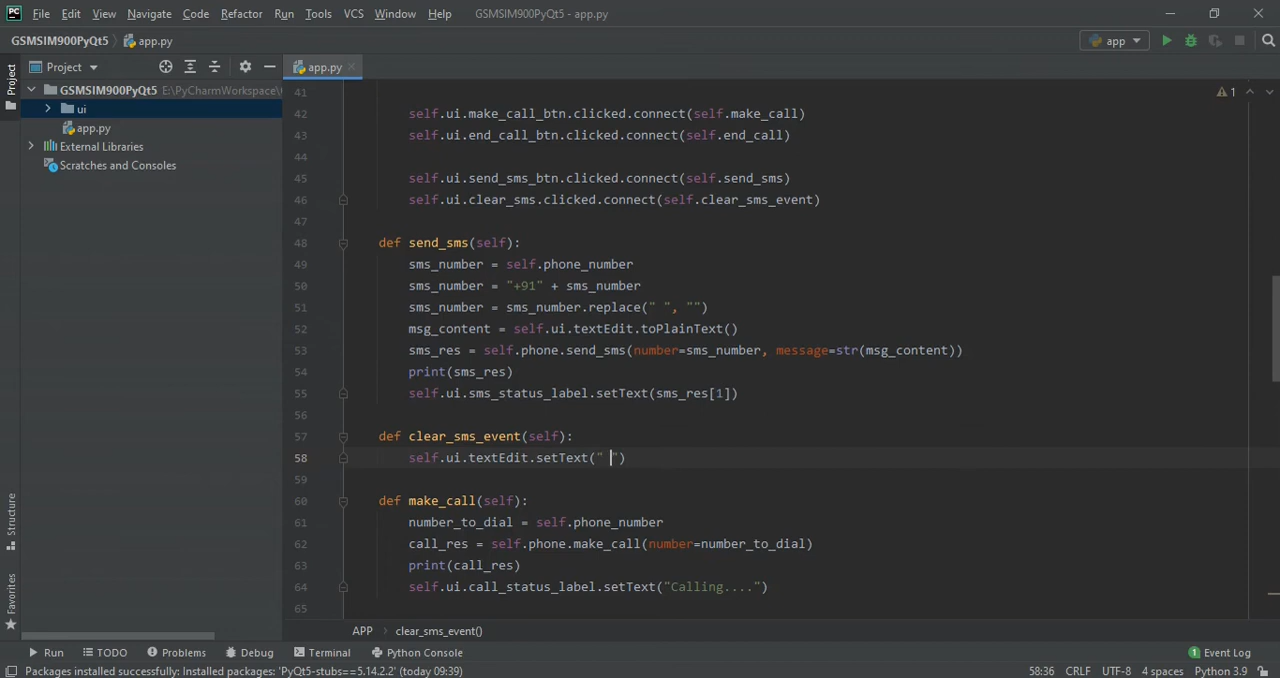 PC File Edit View Navigate Code Refactor Run Tools VCS Window Help GSMSIM900PyQt5 - app.py
GSMSIM900PyQt5 app.py app
Project app.py
GSMSIM900PyQt5 E:\PyCharmWorkspace\
ui
app.py
External Libraries
Scratches and Consoles
Project
Structure
Favorites
1
41
42 self.ui.make_call_btn.clicked.connect(self.make_call)
43 self.ui.end_call_btn.clicked.connect(self.end_call)
44
45 self.ui.send_sms_btn.clicked.connect(self.send_sms)
46 self.ui.clear_sms.clicked.connect(self.clear_sms_event)
47
48 def send_sms(self):
49 sms_number = self.phone_number
50 sms_number = "+91" + sms_number
51 sms_number = sms_number.replace(" ", "")
52 msg_content = self.ui.textEdit.toPlainText()
53 sms_res = self.phone.send_sms(number=sms_number, message=str(msg_content))
54 print(sms_res)
55 self.ui.sms_status_label.setText(sms_res[1])
56
57 def clear_sms_event(self):
58 self.ui.textEdit.setText(" ")
59
60 def make_call(self):
61 number_to_dial = self.phone_number
62 call_res = self.phone.make_call(number=number_to_dial)
63 print(call_res)
64 self.ui.call_status_label.setText("Calling....")
65
APP clear_sms_event()
Run TODO Problems Debug Terminal Python Console 1 Event Log
Packages installed successfully: Installed packages: 'PyQt5-stubs==5.14.2.2' (today 09:39) 58:36 CRLF UTF-8 4 spaces Python 3.9